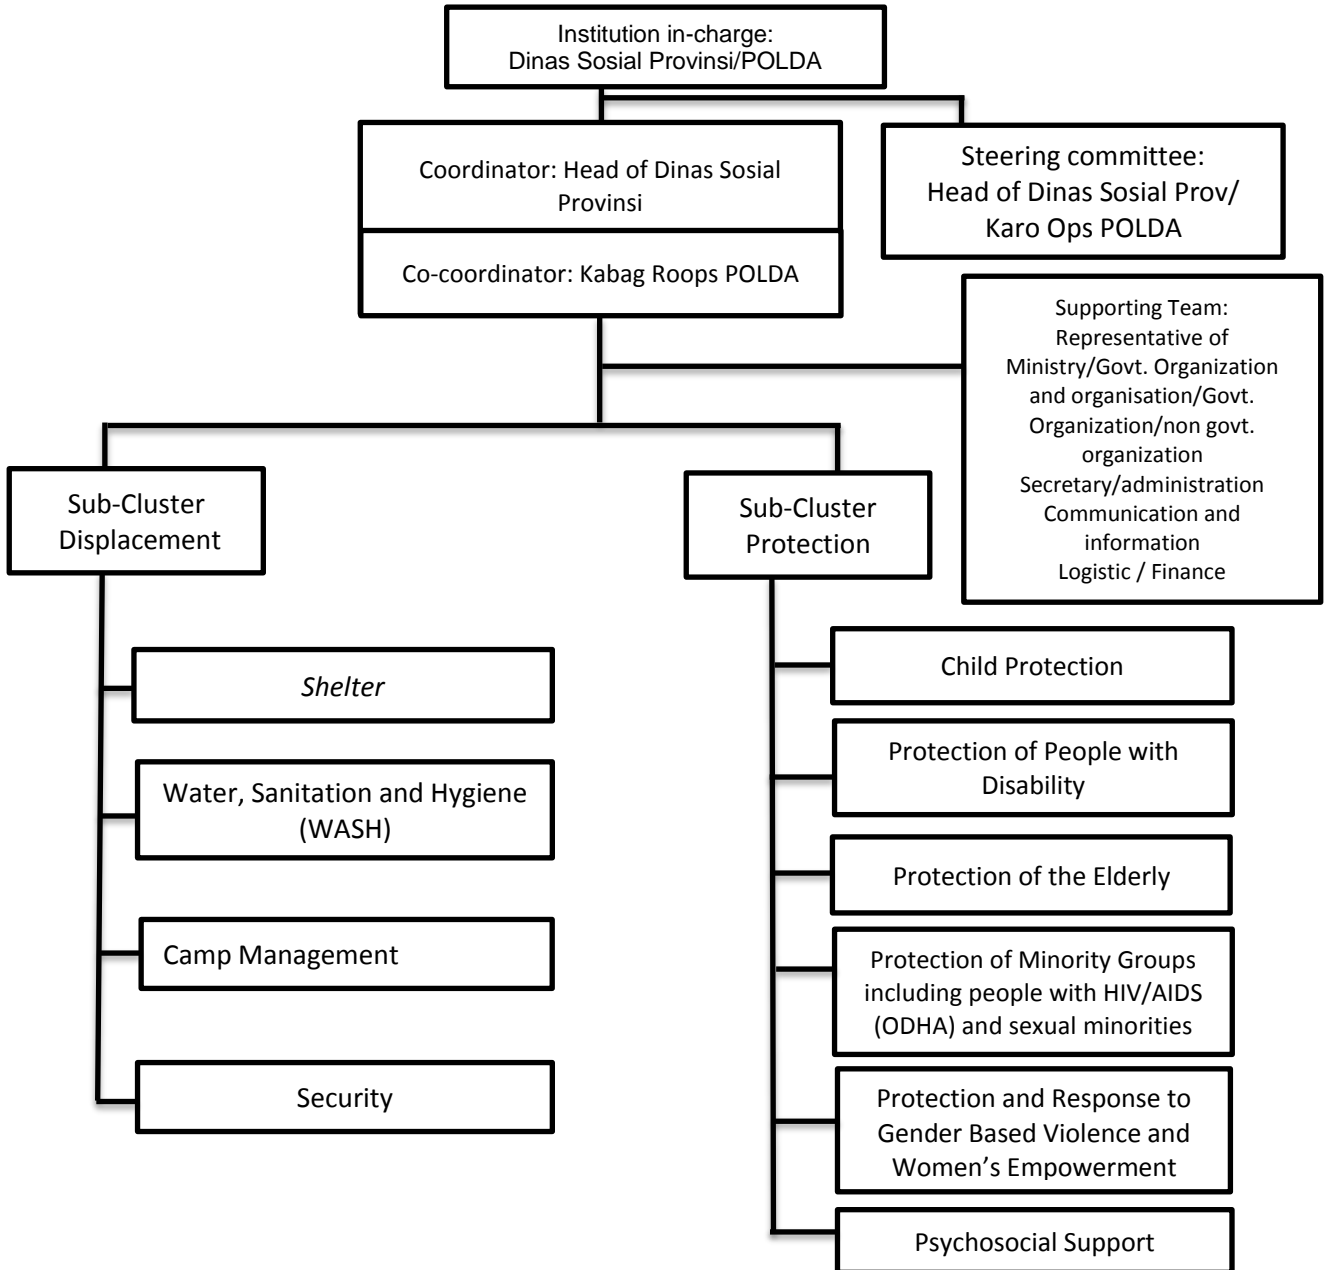 Institution in-charge:
Dinas Sosial Provinsi/POLDA
Coordinator: Head of Dinas Sosial
Provinsi
Co-coordinator: Kabag Roops POLDA
Steering committee:
Head of Dinas Sosial Prov/
Karo Ops POLDA
Supporting Team:
Representative of
Ministry/Govt. Organization
and organisation/Govt.
Organization/non govt.
organization
Secretary/administration
Communication and
information
Logistic / Finance
Sub-Cluster
Displacement
Shelter
Water, Sanitation and Hygiene
(WASH)
Camp Management
Security
Sub-Cluster
Protection
Child Protection
Protection of People with
Disability
Protection of the Elderly
Protection of Minority Groups
including people with HIV/AIDS
(ODHA) and sexual minorities
Protection and Response to
Gender Based Violence and
Women’s Empowerment
Psychosocial Support